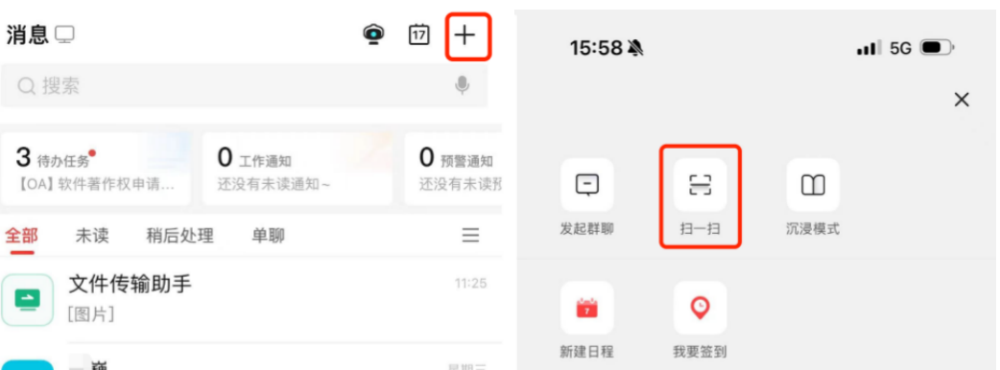 消息
17
搜索
3 待办任务
【OA】软件著作权申请...
0 工作通知
还没有未读通知~
0 预警通知
还没有未读
全部 未读 稍后处理 单聊
文件传输助手 11:25
[图片]
15:58
5G
发起群聊 扫一扫 沉浸模式
7
新建日程 我要签到